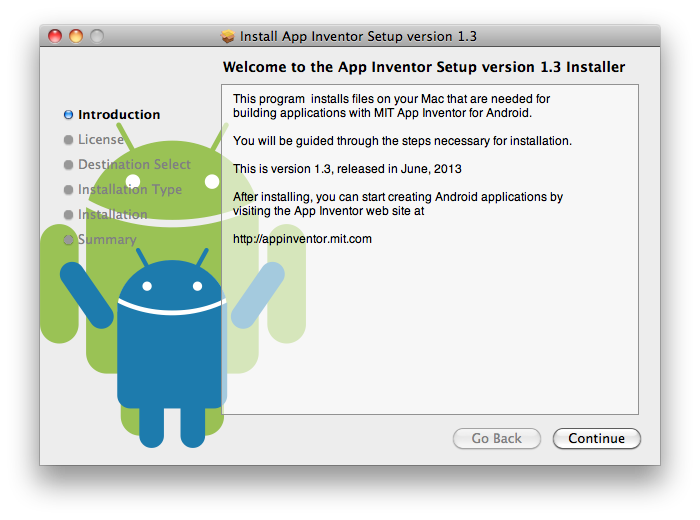 Install App Inventor Setup version 1.3
Welcome to the App Inventor Setup version 1.3 Installer
Introduction
License
Destination Select
Installation Type
Installation
Summary
This program  installs files on your Mac that are needed for
building applications with MIT App Inventor for Android.
You will be guided through the steps necessary for installation.
This is version 1.3, released in June, 2013
After installing, you can start creating Android applications by
visiting the App Inventor web site at
http://appinventor.mit.com
Go Back
Continue